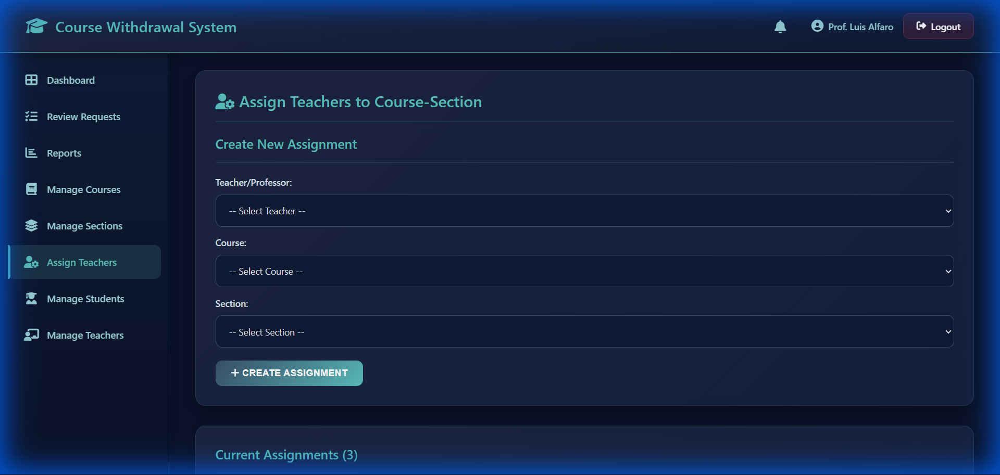 Course Withdrawal System
Prof. Luis Alfaro
Logout
Dashboard
Review Requests
Reports
Manage Courses
Manage Sections
Assign Teachers
Manage Students
Manage Teachers
Assign Teachers to Course-Section
Create New Assignment
Teacher/Professor:
-- Select Teacher --
Course:
-- Select Course --
Section:
-- Select Section --
+ CREATE ASSIGNMENT
Current Assignments (3)